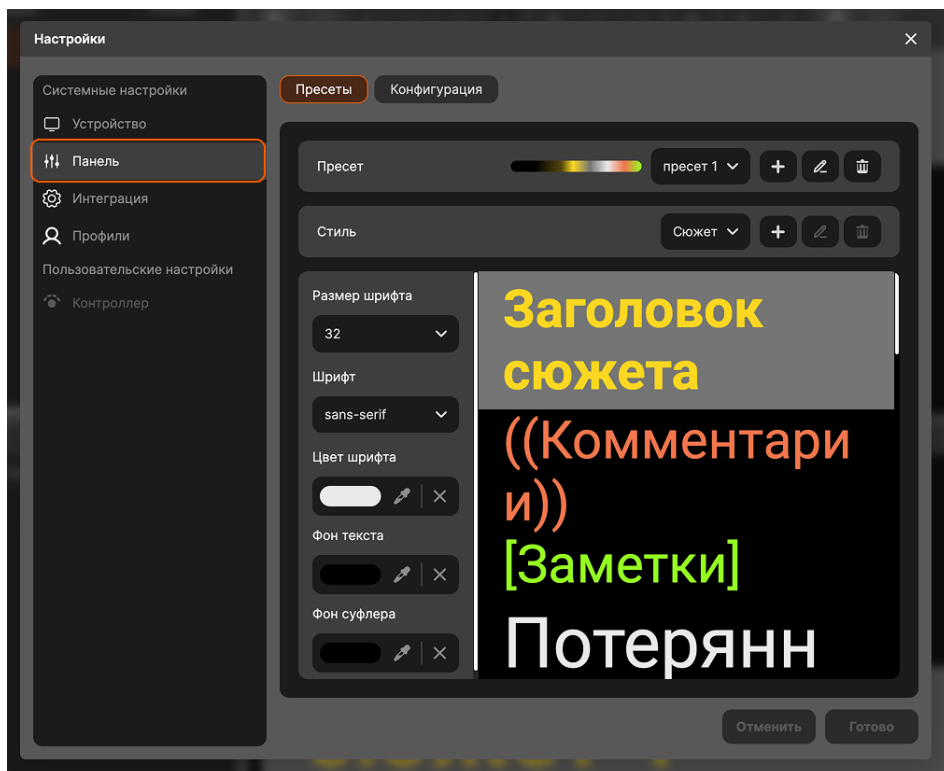 Настройки
Системные настройки
Устройство
Панель
Интеграция
Профили
Пользовательские настройки
Контроллер
Пресеты
Конфигурация
Пресет
пресет 1
Стиль
Сюжет
Размер шрифта
32
Шрифт
sans-serif
Цвет шрифта
Фон текста
Фон суфлера
Заголовок
сюжета
((Комментари
и))
[Заметки]
Потерянн
Отменить
Готово